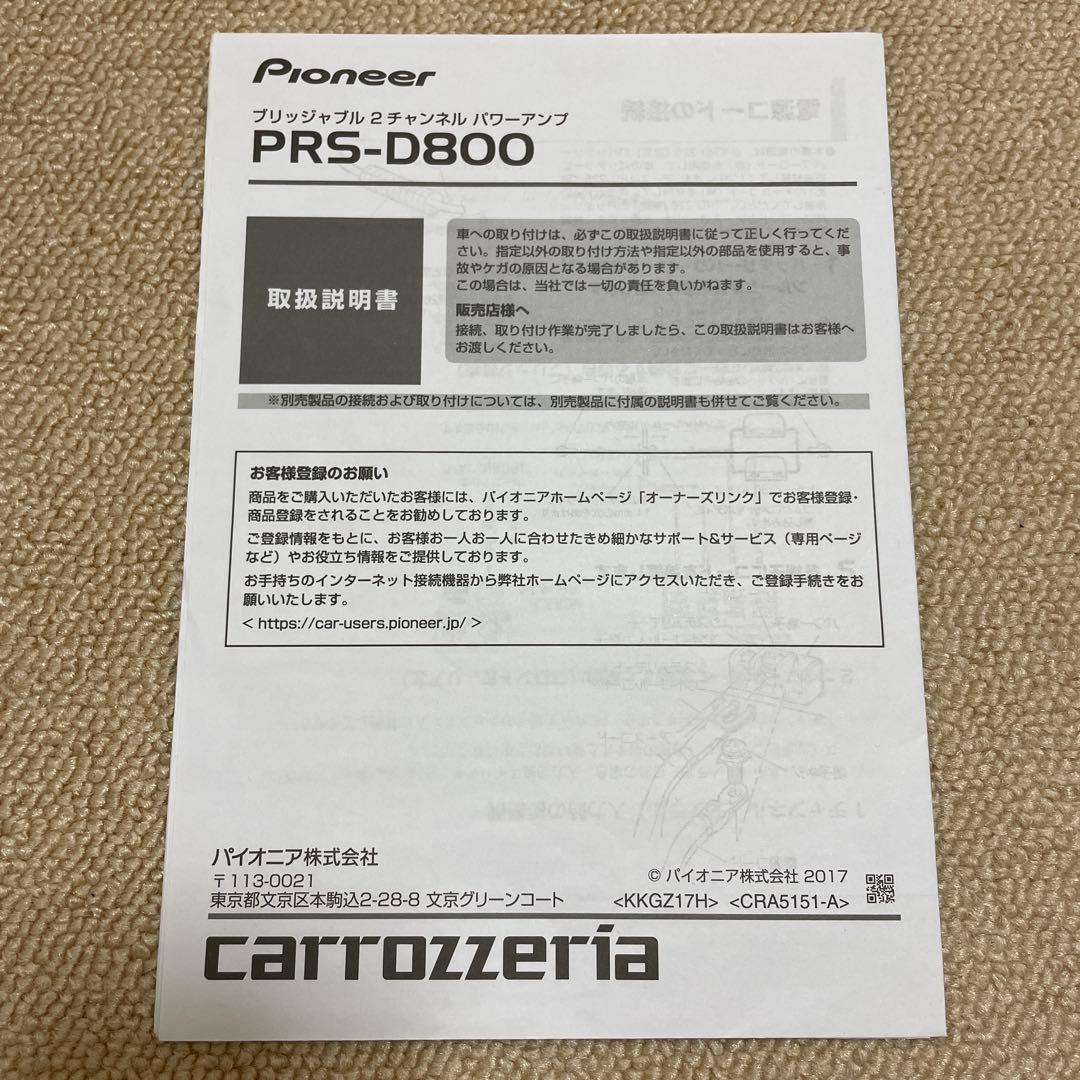 Pioneer
ブリッジャブル 2 チャンネル パワーアンプ
PRS-D800
取扱説明書
車への取り付けは、必ずこの取扱説明書に従って正しく行ってくだ
さい。指定以外の取り付け方法や指定以外の部品を使用すると、事
故やケガの原因となる場合があります。
この場合は、当社では一切の責任を負いかねます。
販売店様へ
接続、取り付け作業が完了しましたら、この取扱説明書はお客様へ
お渡しください。
※別売製品の接続および取り付けについては、別売製品に付属の説明書も併せてご覧ください。
お客様登録のお願い
商品をご購入いただいたお客様には、パイオニアホームページ「オーナーズリンク」でお客様登録・
商品登録をされることをお勧めしております。
ご登録情報をもとに、お客様お一人お一人に合わせたきめ細かなサポート&サービス（専用ページ
など）やお役立ち情報をご提供しております。
お手持ちのインターネット接続機器から弊社ホームページにアクセスいただき、ご登録手続きをお
願いいたします。
< https://car-users.pioneer.jp/ >
パイオニア株式会社
〒113-0021
東京都文京区本駒込2-28-8 文京グリーンコート
© パイオニア株式会社 2017
<KKGZ17H> <CRA5151-A>
carrozzeria